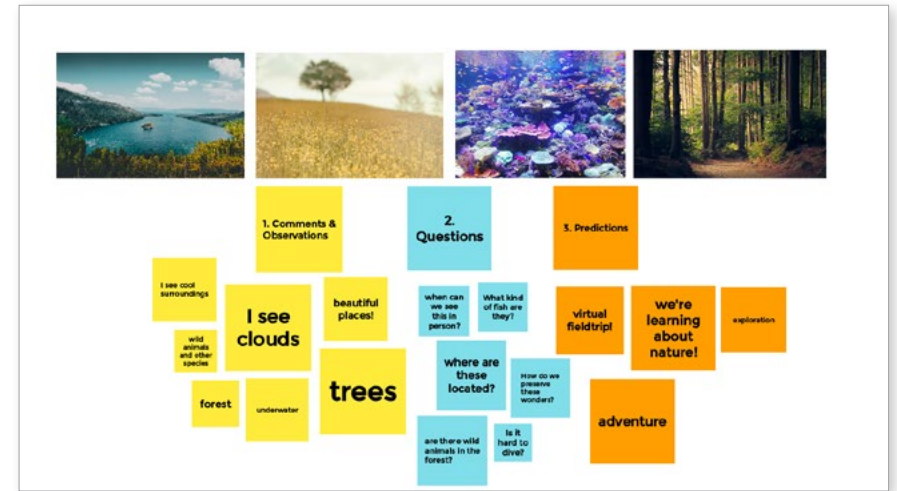 1. Comments &
Observations
2.
Questions
3. Predictions
I see cool
surroundings
I see
clouds
beautiful
places!
wild
animals
and other
species
forest
underwater
trees
when can
we see
this in
person?
What kind
of fish are
they?
where are
these
located?
How do we
preserve
these
wonders?
are there wild
animals in the
forest?
Is it
hard to
dive?
virtual
fieldtrip!
we're
learning
about
nature!
exploration
adventure